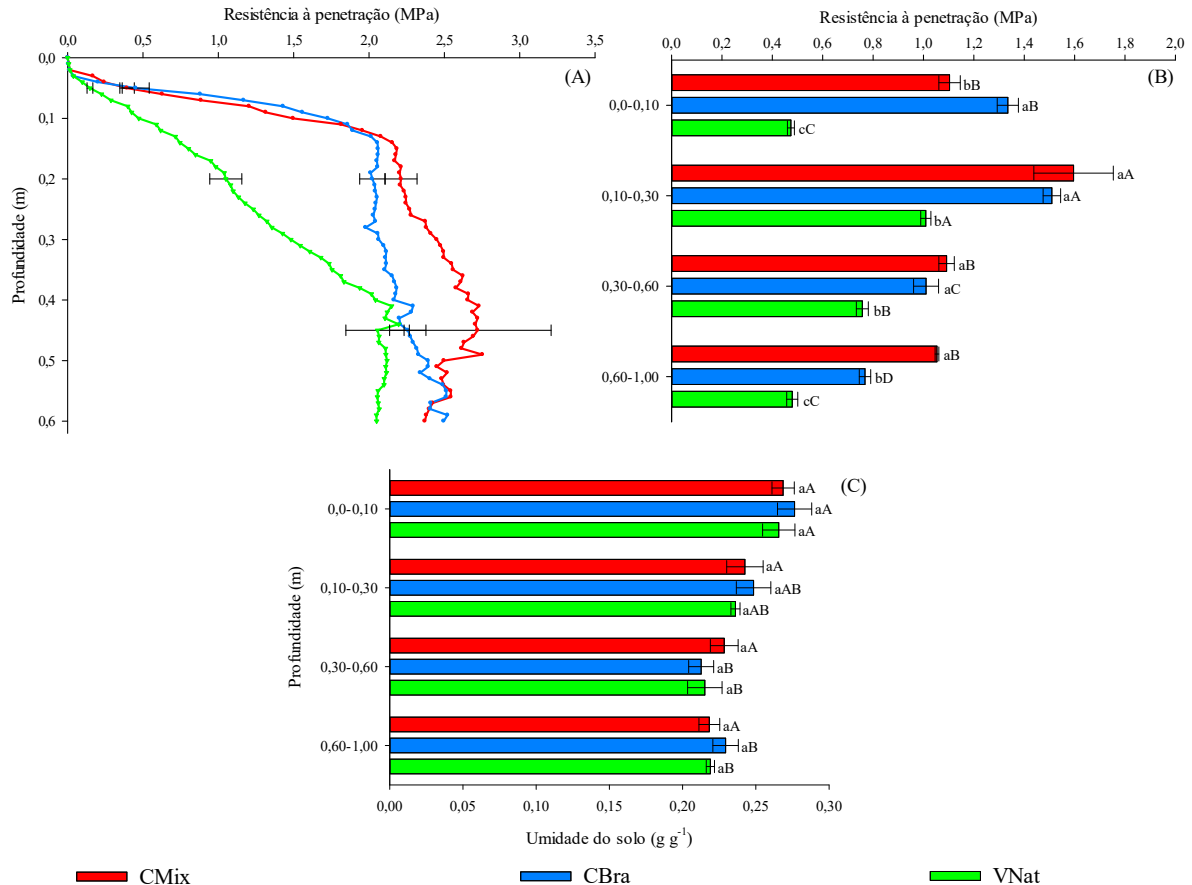 Resistência à penetração (MPa)
0,0 0,5 1,0 1,5 2,0 2,5 3,0 3,5
Profundidade (m)
0,0
0,1
0,2
0,3
0,4
0,5
0,6
(A)
Resistência à penetração (MPa)
0,0 0,2 0,4 0,6 0,8 1,0 1,2 1,4 1,6 1,8 2,0
(B)
0,0-0,10
bB
aB
cC
0,10-0,30
aA
aA
bA
0,30-0,60
aB
aC
bB
0,60-1,00
aB
bD
cC
(C)
Profundidade (m)
0,0-0,10
aA
aA
aA
0,10-0,30
aA
aAB
aAB
0,30-0,60
aA
aB
aB
0,60-1,00
aA
aB
aB
0,00 0,05 0,10 0,15 0,20 0,25 0,30
Umidade do solo (g g-1)
CMix CBra VNat